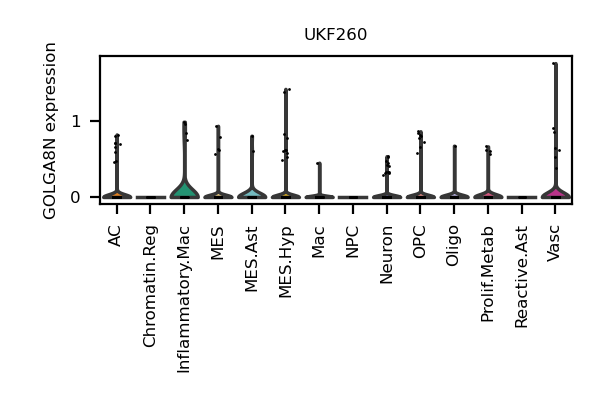 UKF260
GOLGA8N expression
1
0
AC
Chromatin.Reg
Inflammatory.Mac
MES
MES.Ast
MES.Hyp
Mac
NPC
Neuron
OPC
Oligo
Prolif.Metab
Reactive.Ast
Vasc